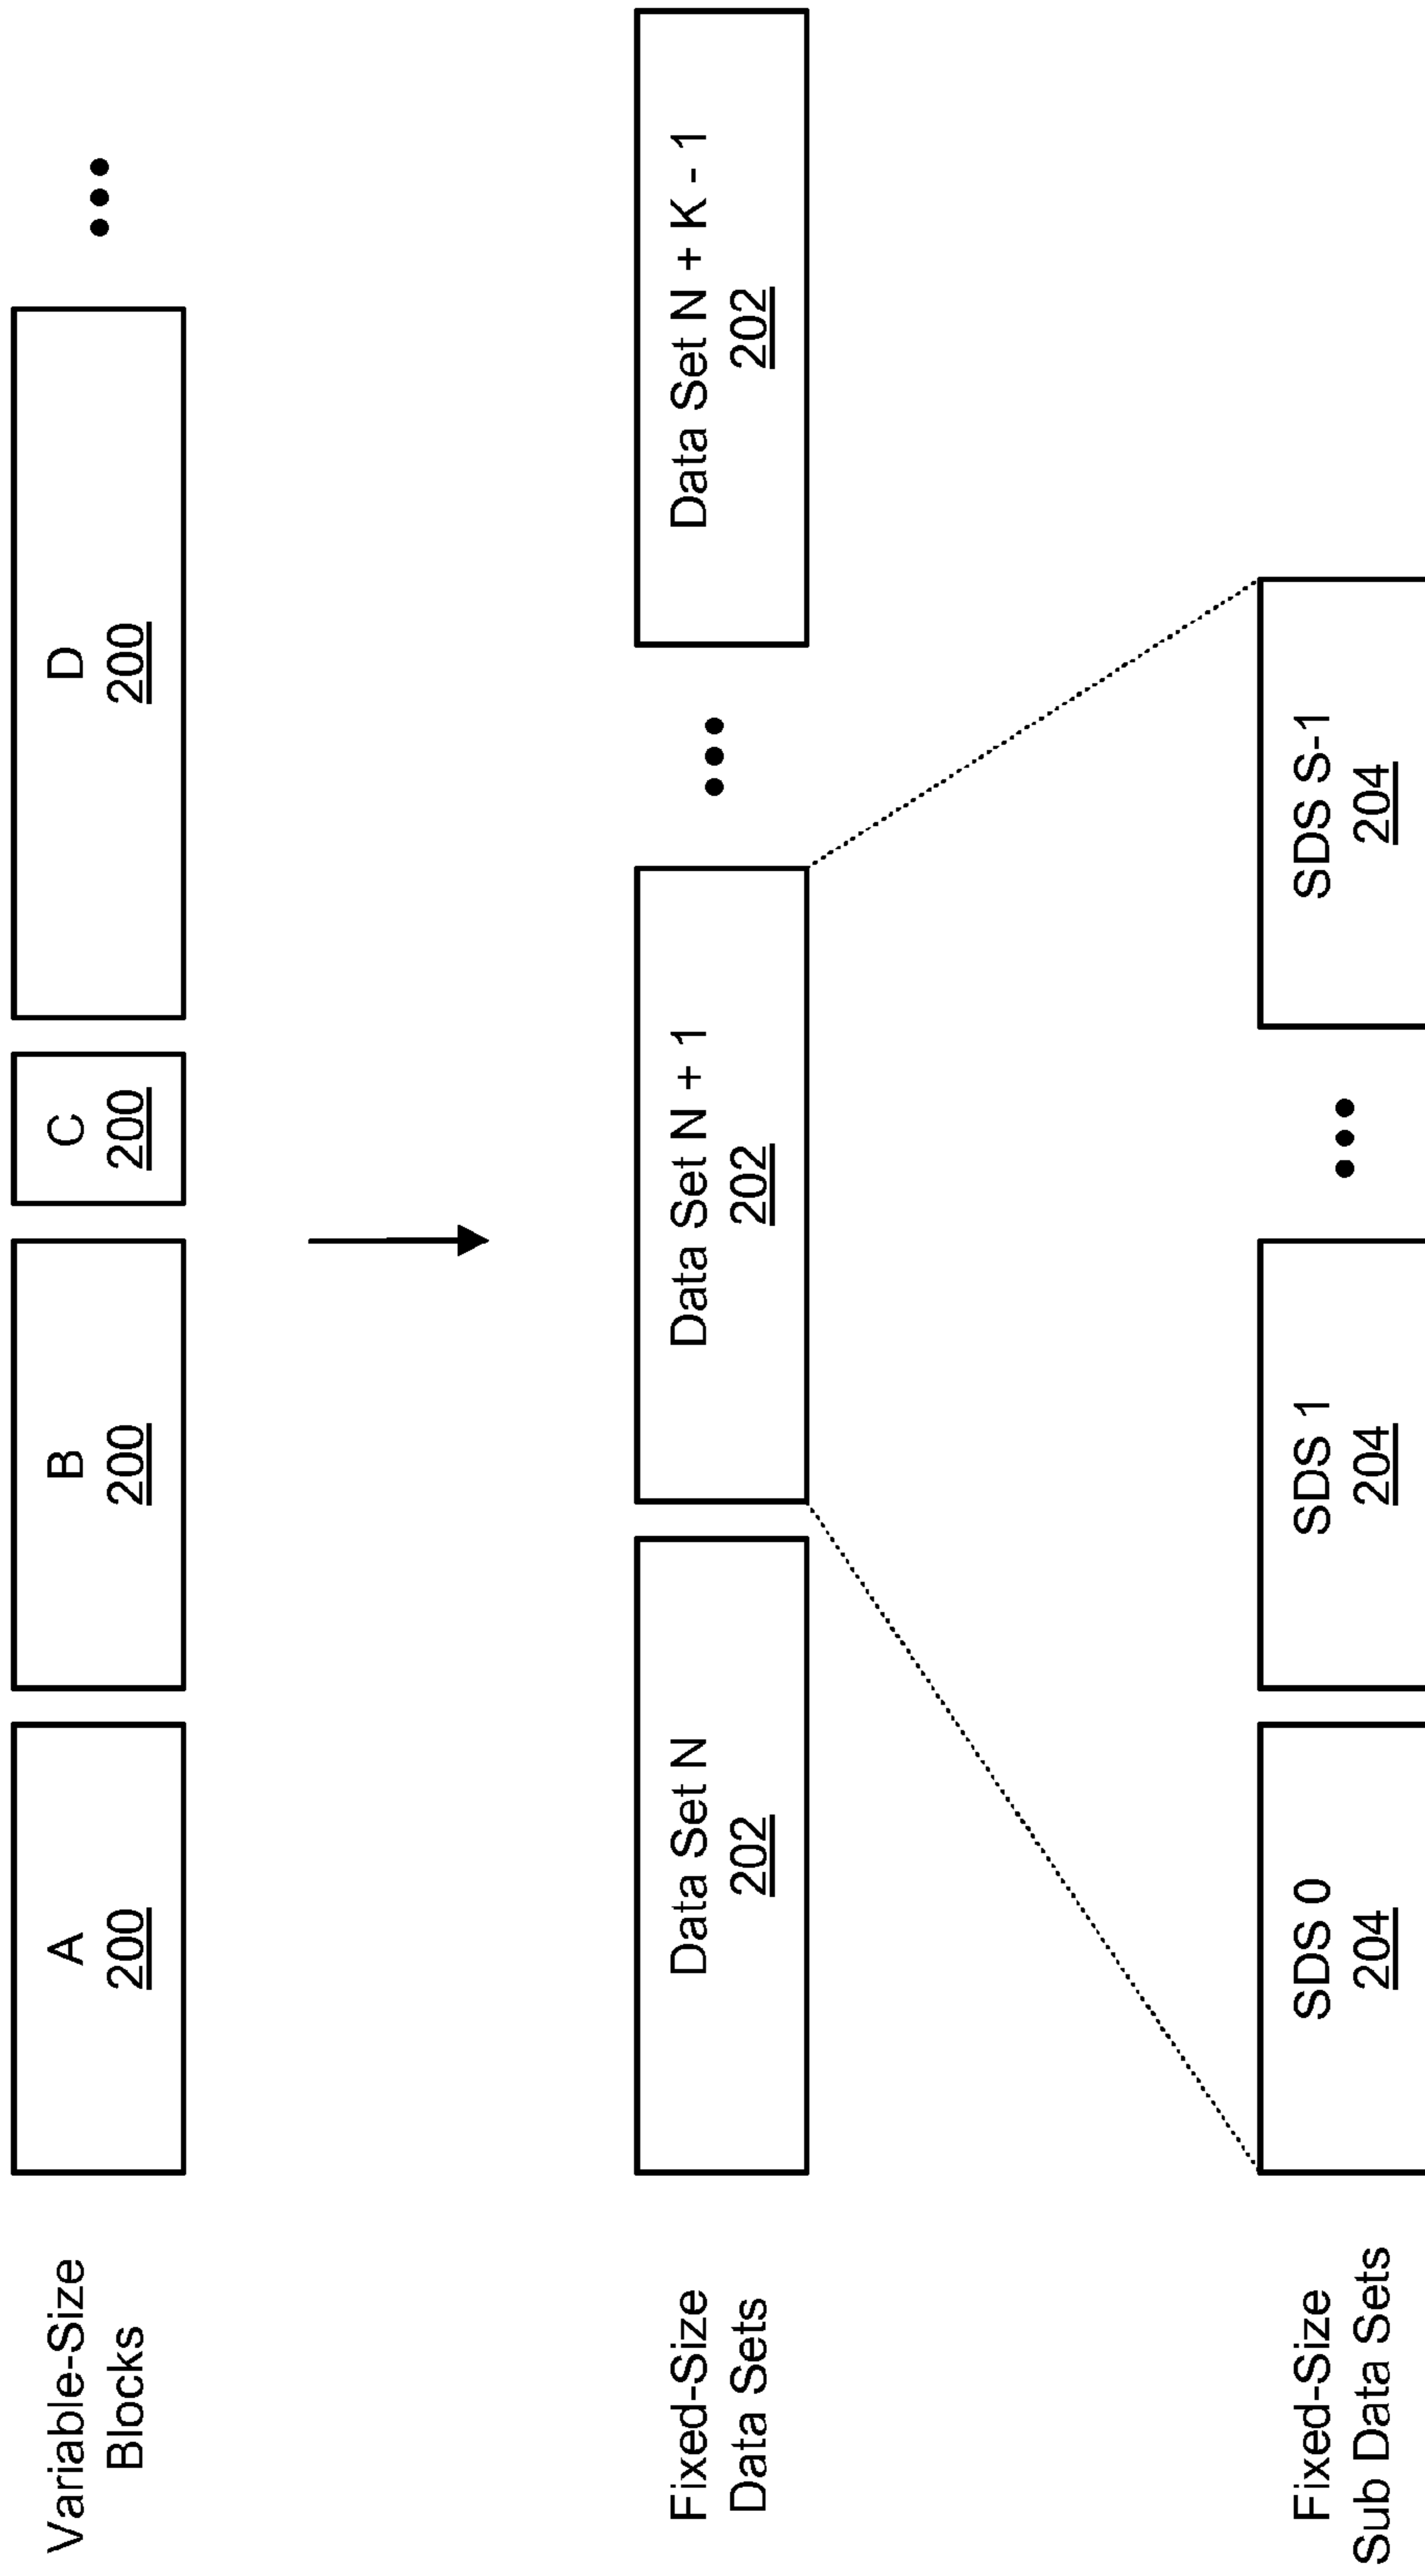 Variable-Size
Blocks
A
200
B
200
C
200
D
200
•••
Fixed-Size
Data Sets
Data Set N
202
Data Set N + 1
202
•••
Data Set N + K - 1
202
Fixed-Size
Sub Data Sets
SDS 0
204
SDS 1
204
•••
SDS S-1
204